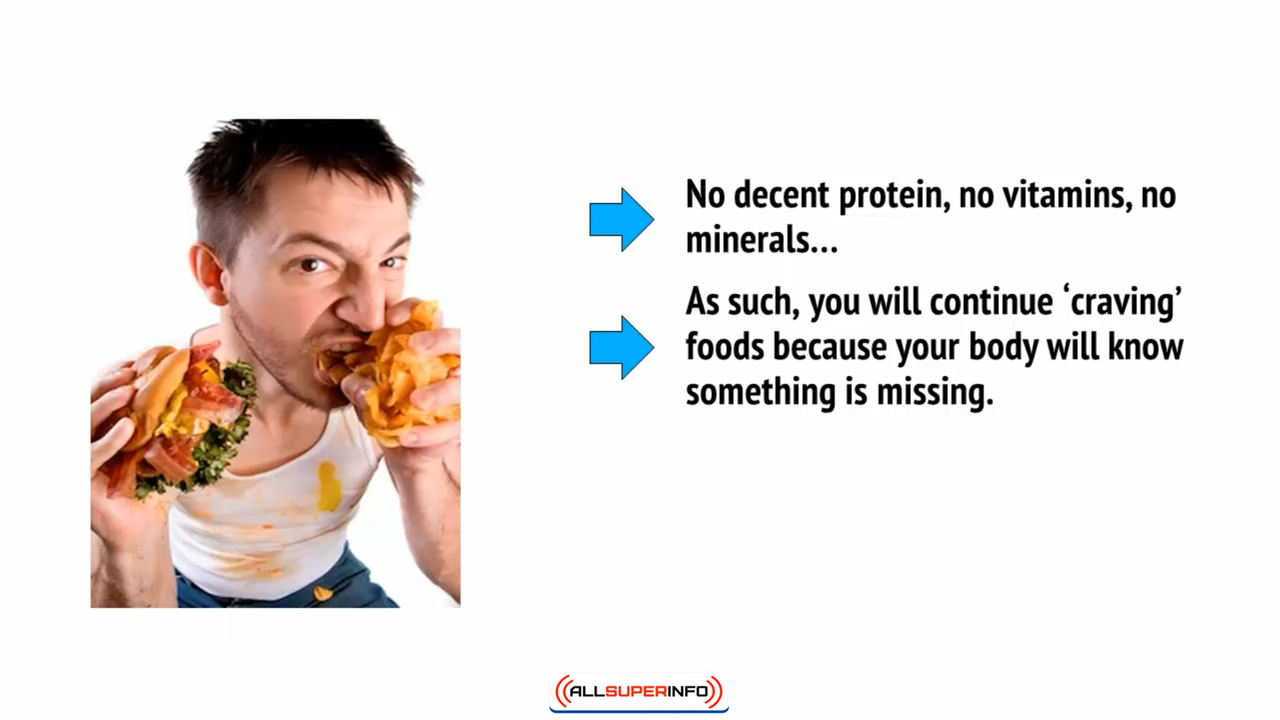 No decent protein, no vitamins, no
minerals...
As such, you will continue ‘craving’
foods because your body will know
something is missing.
ALLSUPERINFO